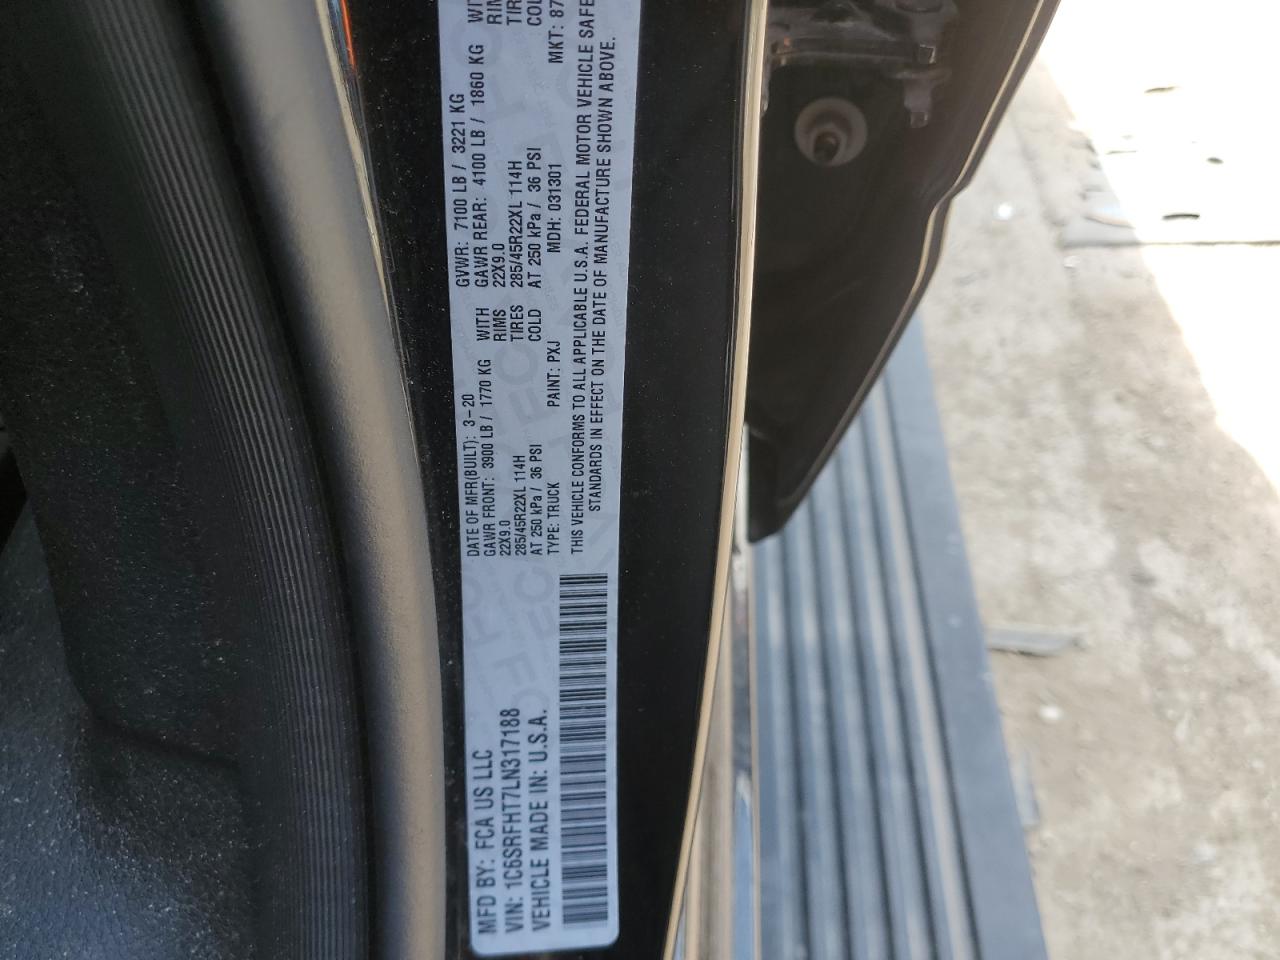 MFD BY: FCA US LLC
VIN: 1C6SRFHT7LN317188
VEHICLE MADE IN: U.S.A.
DATE OF MFR(BUILT): 3-20 GVWR: 7100 LB / 3221 KG
GAWR FRONT: 3900 LB / 1770 KG WITH GAWR REAR: 4100 LB / 1860 KG
22X9.0 RIMS 22X9.0
285/45R22XL 114H TIRES 285/45R22XL 114H
AT 250 kPa / 36 PSI COLD AT 250 kPa / 36 PSI
TYPE: TRUCK PAINT: PXJ MDH: 031301 MKT:
THIS VEHICLE CONFORMS TO ALL APPLICABLE U.S.A. FEDERAL MOTOR VEHICLE
STANDARDS IN EFFECT ON THE DATE OF MANUFACTURE SHOWN ABOVE.